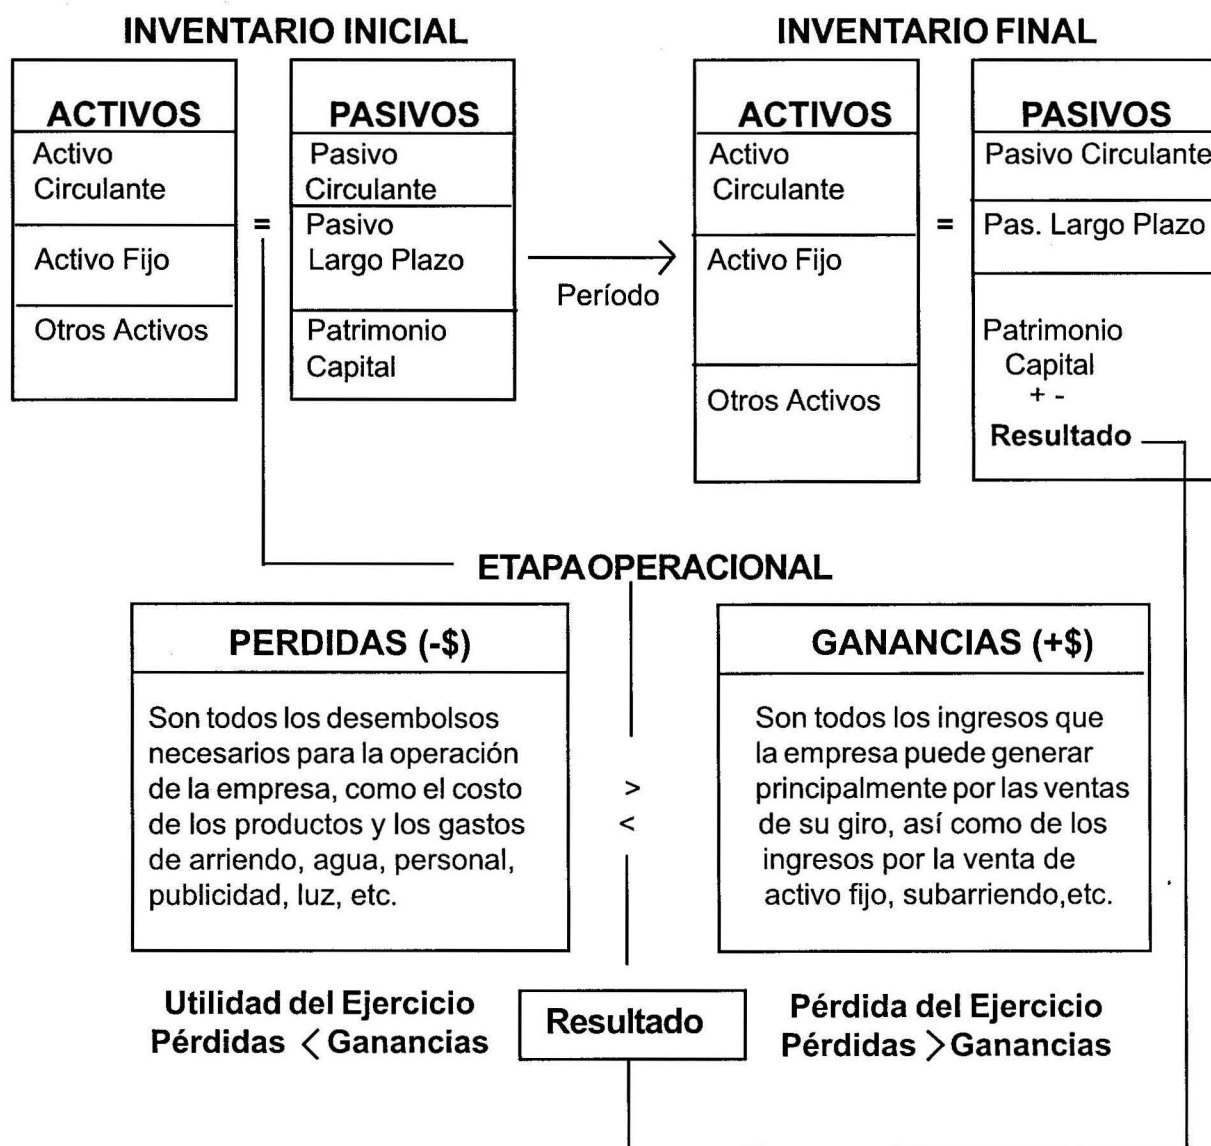 INVENTARIO INICIAL
ACTIVOS
Activo
Circulante
Activo Fijo
Otros Activos
=
PASIVOS
Pasivo
Circulante
Pasivo
Largo Plazo
Patrimonio
Capital
Período
INVENTARIO FINAL
ACTIVOS
Activo
Circulante
Activo Fijo
Otros Activos
=
PASIVOS
Pasivo Circulante
Pas. Largo Plazo
Patrimonio
Capital
+ -
Resultado
ETAPA OPERACIONAL
PERDIDAS (-$)
Son todos los desembolsos
necesarios para la operación
de la empresa, como el costo
de los productos y los gastos
de arriendo, agua, personal,
publicidad, luz, etc.
>
<
GANANCIAS (+$)
Son todos los ingresos que
la empresa puede generar
principalmente por las ventas
de su giro, así como de los
ingresos por la venta de
activo fijo, subarriendo,etc.
Utilidad del Ejercicio
Pérdidas < Ganancias
Resultado
Pérdida del Ejercicio
Pérdidas > Ganancias